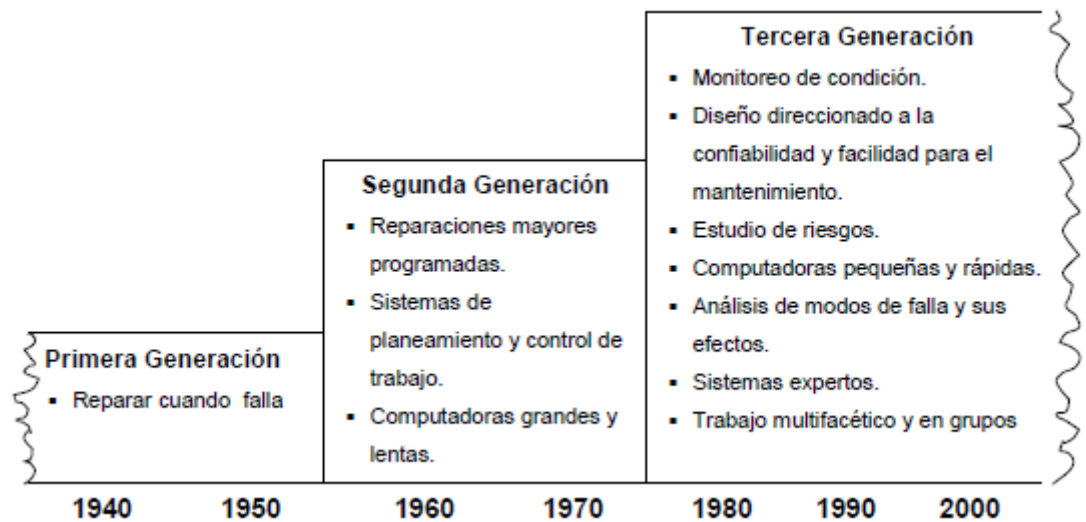 Tercera Generación
▪ Monitoreo de condición.
▪ Diseño direccionado a la
confiabilidad y facilidad para el
mantenimiento.
▪ Estudio de riesgos.
▪ Computadoras pequeñas y rápidas.
▪ Análisis de modos de falla y sus
efectos.
▪ Sistemas expertos.
▪ Trabajo multifacético y en grupos
Segunda Generación
▪ Reparaciones mayores
programadas.
▪ Sistemas de
planeamiento y control de
trabajo.
▪ Computadoras grandes y
lentas.
Primera Generación
▪ Reparar cuando falla
1940 1950 1960 1970 1980 1990 2000